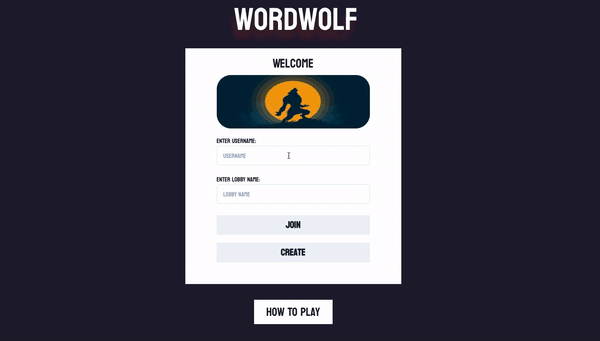 WORDWOLF
WELCOME
ENTER USERNAME:
USERNAME
ENTER LOBBY NAME:
LOBBY NAME
JOIN
CREATE
HOW TO PLAY